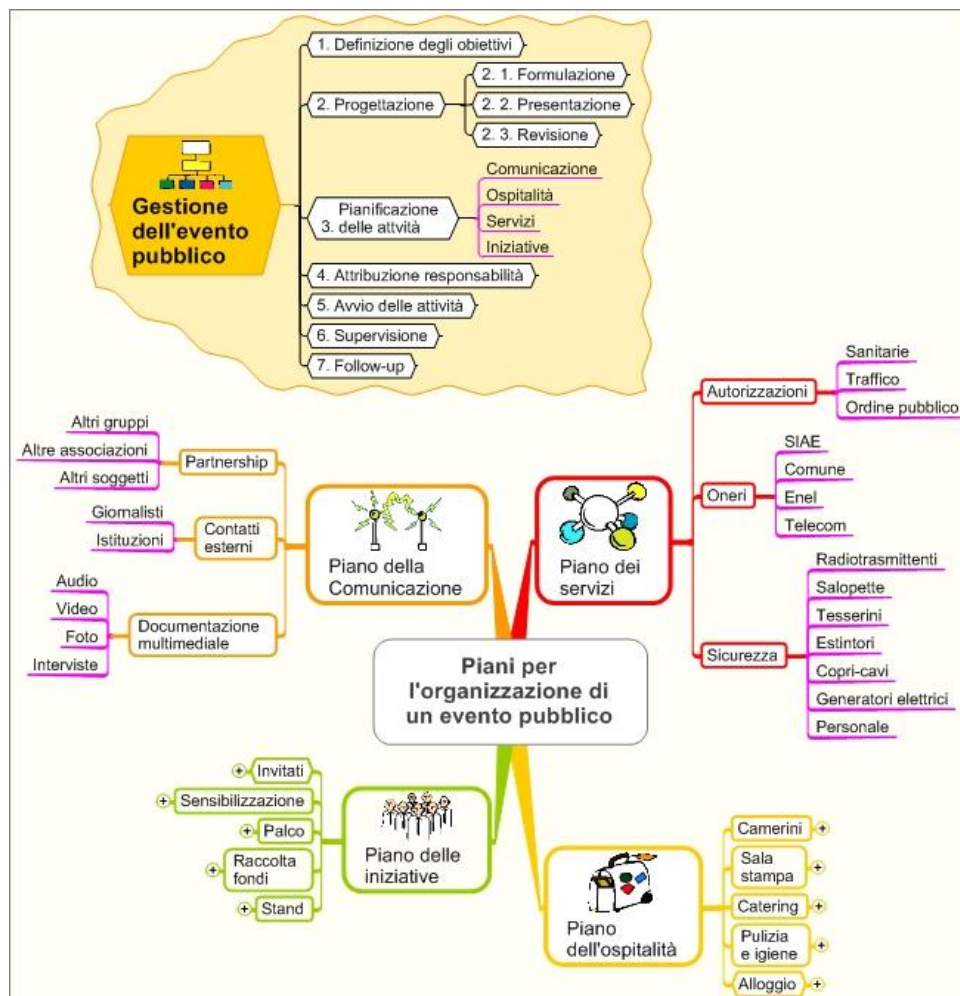 Gestione
dell'evento
pubblico
1. Definizione degli obiettivi
2. Progettazione
2. 1. Formulazione
2. 2. Presentazione
2. 3. Revisione
Pianificazione
3. delle attvità
Comunicazione
Ospitalità
Servizi
Iniziative
4. Attribuzione responsabilità
5. Avvio delle attività
6. Supervisione
7. Follow-up
Piani per
l'organizzazione di
un evento pubblico
Piano della
Comunicazione
Partnership
Altri gruppi
Altre associazioni
Altri soggetti
Contatti
esterni
Giornalisti
Istituzioni
Documentazione
multimediale
Audio
Video
Foto
Interviste
Piano dei
servizi
Autorizzazioni
Sanitarie
Traffico
Ordine pubblico
Oneri
SIAE
Comune
Enel
Telecom
Sicurezza
Radiotrasmittenti
Salopette
Tesserini
Estintori
Copri-cavi
Generatori elettrici
Personale
Piano delle
iniziative
Invitati
Sensibilizzazione
Palco
Raccolta
fondi
Stand
Piano
dell'ospitalità
Camerini
Sala
stampa
Catering
Pulizia
e igiene
Alloggio